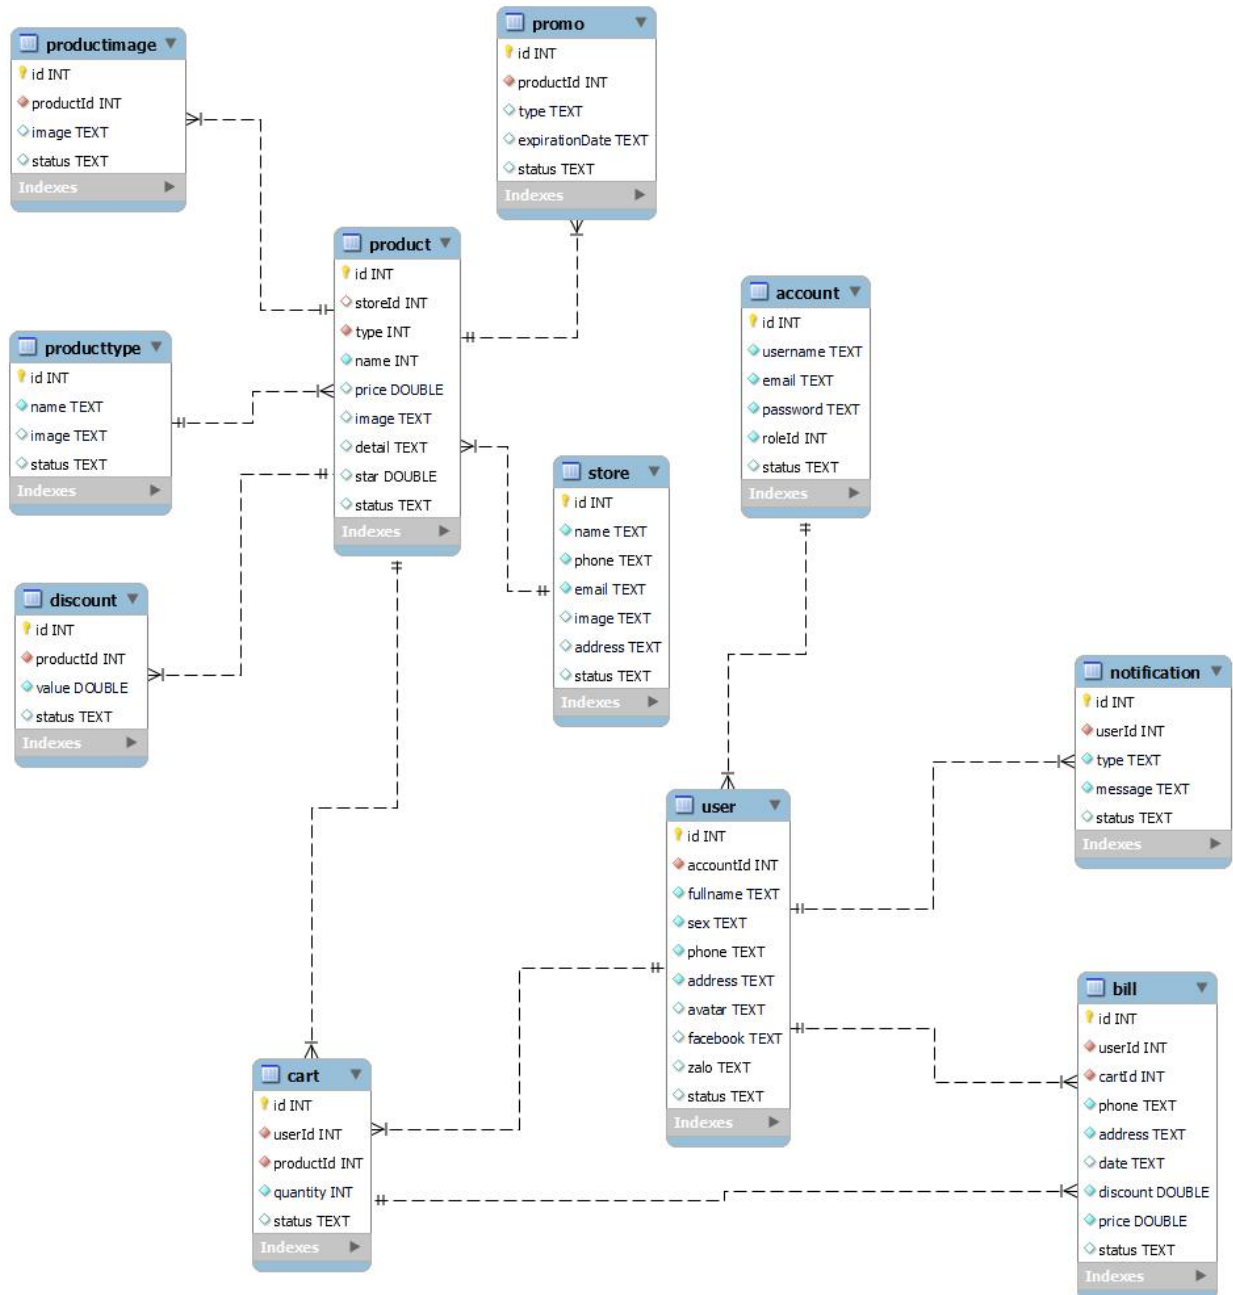 productimage
id INT
productId INT
image TEXT
status TEXT
Indexes
promo
id INT
productId INT
type TEXT
expirationDate TEXT
status TEXT
Indexes
product
id INT
storeId INT
type INT
name INT
price DOUBLE
image TEXT
detail TEXT
star DOUBLE
status TEXT
Indexes
account
id INT
username TEXT
email TEXT
password TEXT
roleId INT
status TEXT
Indexes
producttype
id INT
name TEXT
image TEXT
status TEXT
Indexes
store
id INT
name TEXT
phone TEXT
email TEXT
image TEXT
address TEXT
status TEXT
Indexes
discount
id INT
productId INT
value DOUBLE
status TEXT
Indexes
notification
id INT
userId INT
type TEXT
message TEXT
status TEXT
Indexes
user
id INT
accountId INT
fullname TEXT
sex TEXT
phone TEXT
address TEXT
avatar TEXT
facebook TEXT
zalo TEXT
status TEXT
Indexes
bill
id INT
userId INT
cartId INT
phone TEXT
address TEXT
date TEXT
discount DOUBLE
price DOUBLE
status TEXT
Indexes
cart
id INT
userId INT
productId INT
quantity INT
status TEXT
Indexes